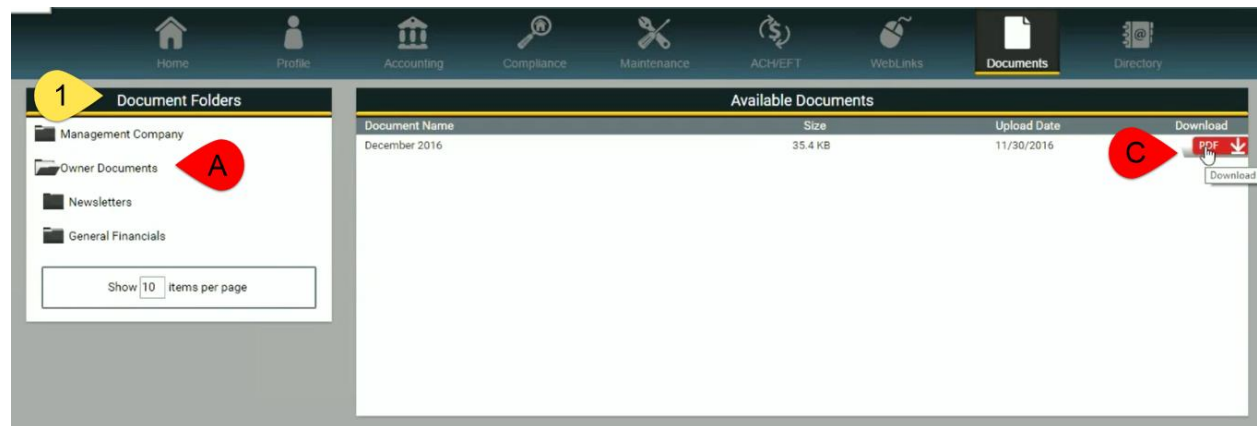 Home Profile Accounting Compliance Maintenance ACH/EFT WebLinks Documents Directory
1 Document Folders
Management Company
Owner Documents A
Newsletters
General Financials
Show 10 items per page
Available Documents
Document Name Size Upload Date Download
December 2016 35.4 KB 11/30/2016 C PDF
Download